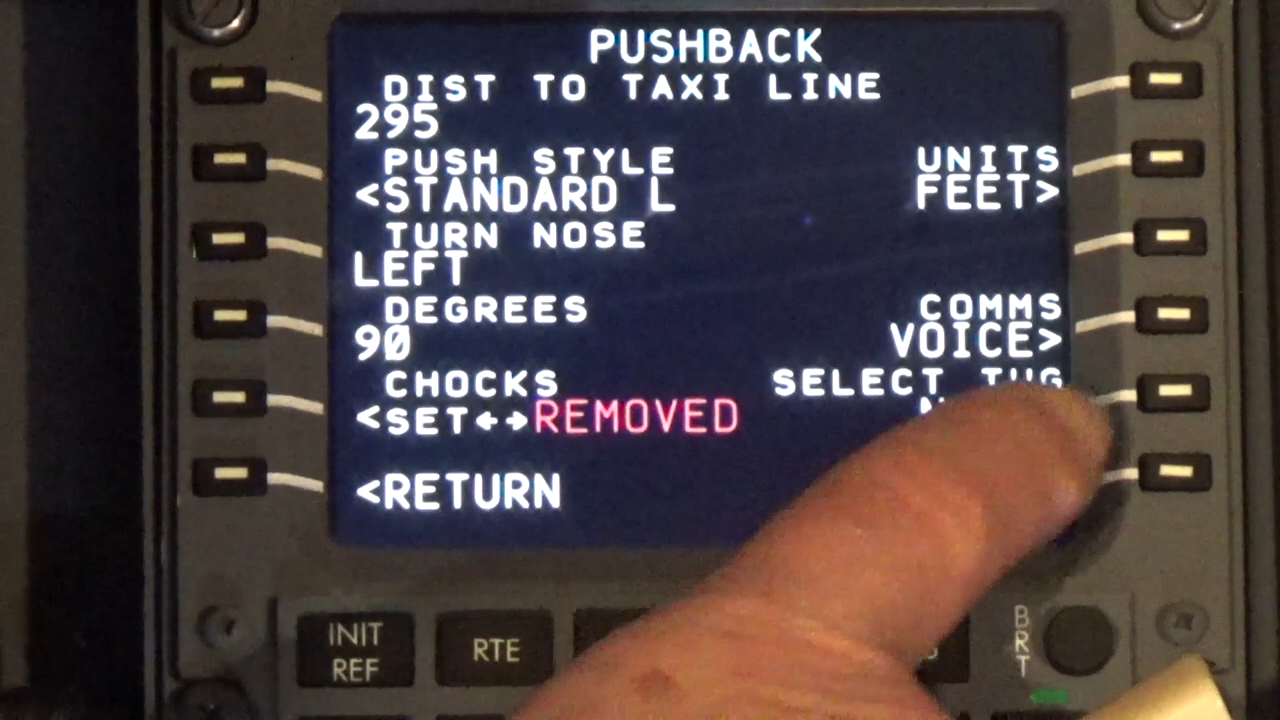 PUSHBACK
DIST TO TAXI LINE
295
PUSH STYLE UNITS
<STANDARD L FEET>
TURN NOSE
LEFT
DEGREES COMMS
90 VOICE>
CHOCKS SELECT TUG
<SET↔REMOVED
<RETURN
INIT REF
RTE
BRT